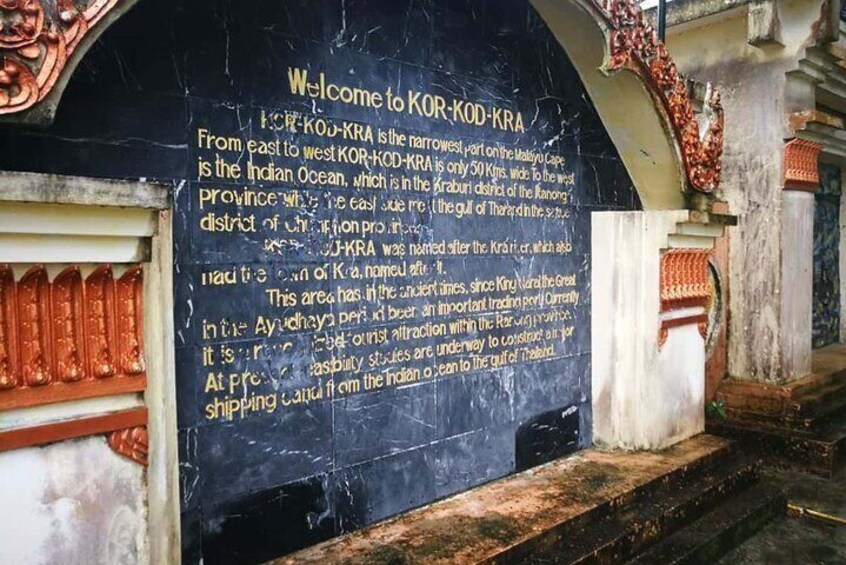 Welcome to KOR-KOD-KRA
KOR-KOD-KRA is the narrowest part on the Malayu Cape
From east to west KOR-KOD-KRA is only 50 Kms. wide To the west
is the Indian Ocean, which is in the Kraburi district of the Ranong
province while the east side meet the gulf of Thailand in the
district of Chumphon province.
KOR-KOD-KRA was named after the Kra river, which also
had the town of Kra, named after it.
This area has in the ancient times, since King Narai the Great
in the Ayudhaya period been an important trading port. Currently
it is a tourist attraction within the Ranong province.
At present feasibility studies are underway to construct a major
shipping canal from the Indian ocean to the gulf of Thailand.